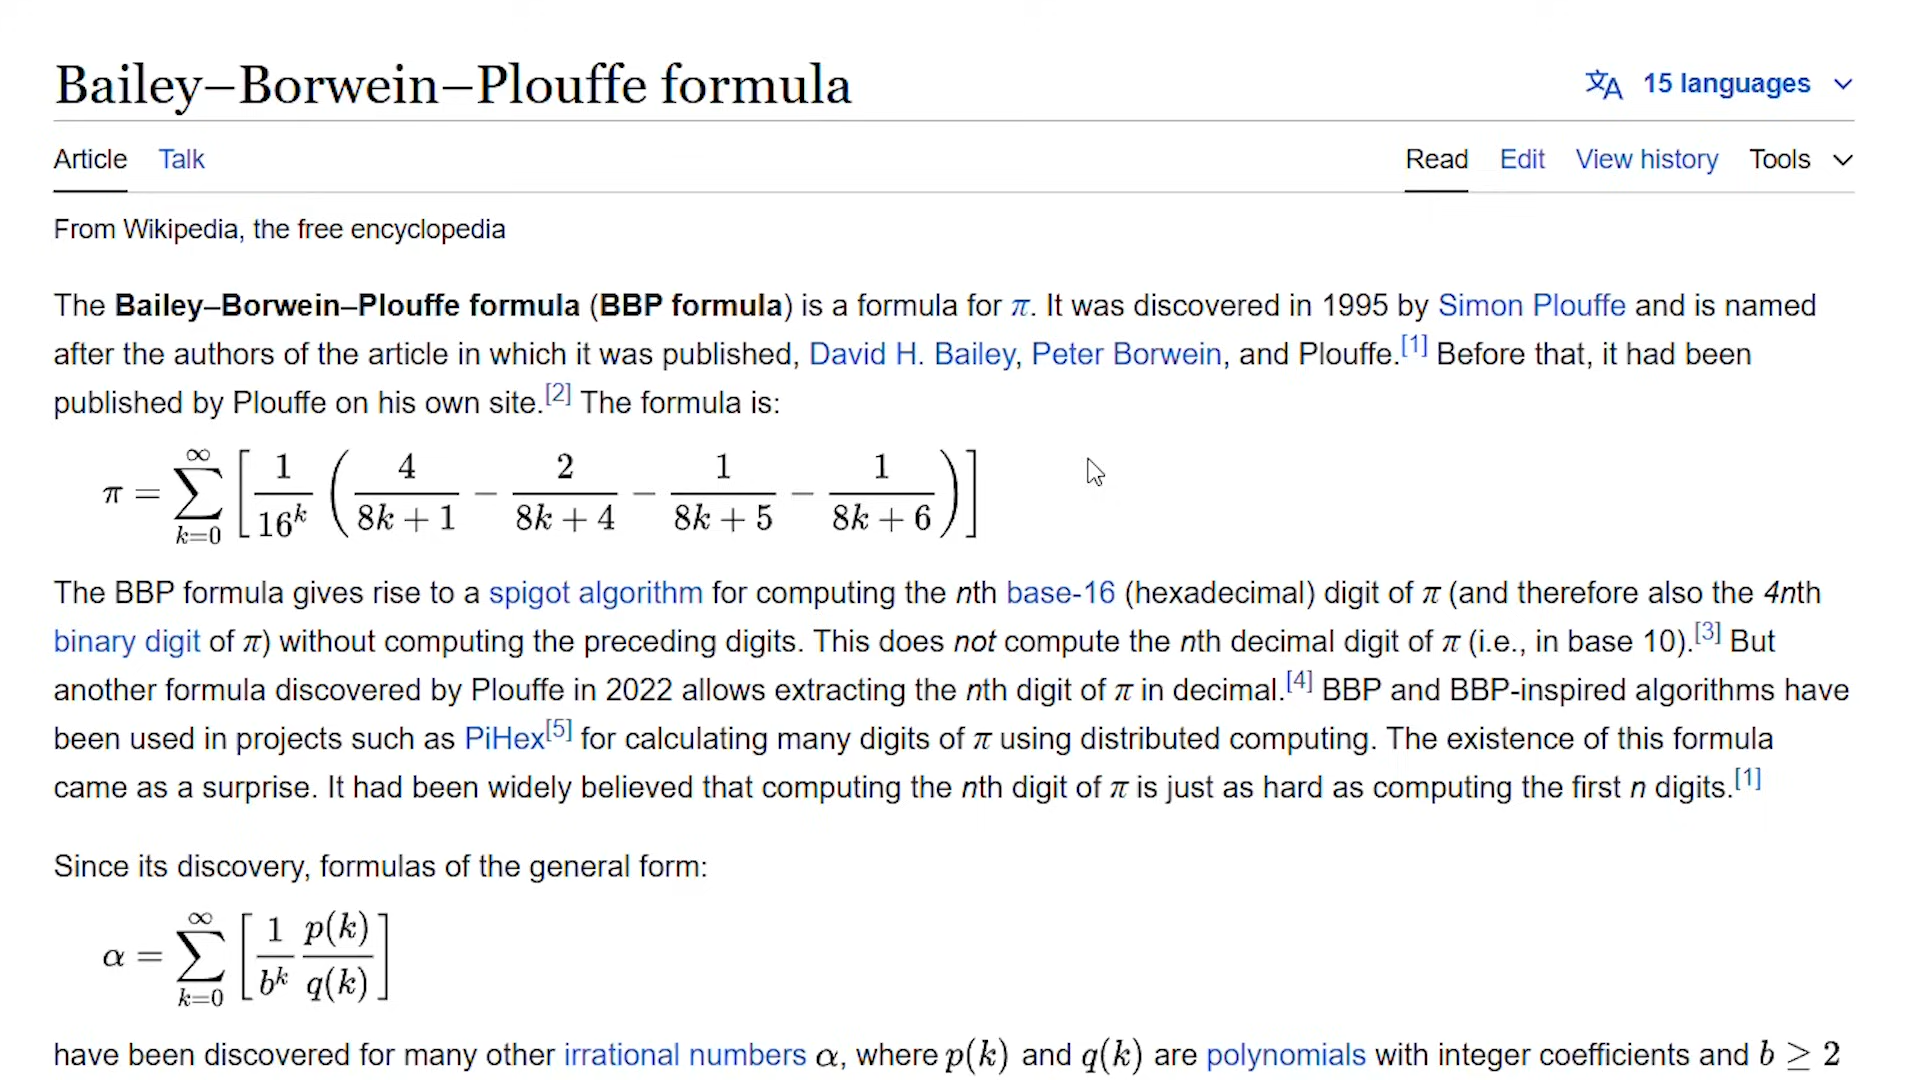 Bailey–Borwein–Plouffe formula
文A 15 languages
Article Talk Read Edit View history Tools
From Wikipedia, the free encyclopedia
The Bailey–Borwein–Plouffe formula (BBP formula) is a formula for π. It was discovered in 1995 by Simon Plouffe and is named
after the authors of the article in which it was published, David H. Bailey, Peter Borwein, and Plouffe.[1] Before that, it had been
published by Plouffe on his own site.[2] The formula is:
π = ∑_{k=0}^{∞} [ 1/16^k ( 4/(8k + 1) − 2/(8k + 4) − 1/(8k + 5) − 1/(8k + 6) ) ]
The BBP formula gives rise to a spigot algorithm for computing the nth base-16 (hexadecimal) digit of π (and therefore also the 4nth
binary digit of π) without computing the preceding digits. This does not compute the nth decimal digit of π (i.e., in base 10).[3] But
another formula discovered by Plouffe in 2022 allows extracting the nth digit of π in decimal.[4] BBP and BBP-inspired algorithms have
been used in projects such as PiHex[5] for calculating many digits of π using distributed computing. The existence of this formula
came as a surprise. It had been widely believed that computing the nth digit of π is just as hard as computing the first n digits.[1]
Since its discovery, formulas of the general form:
α = ∑_{k=0}^{∞} [ 1/b^k p(k)/q(k) ]
have been discovered for many other irrational numbers α, where p(k) and q(k) are polynomials with integer coefficients and b ≥ 2